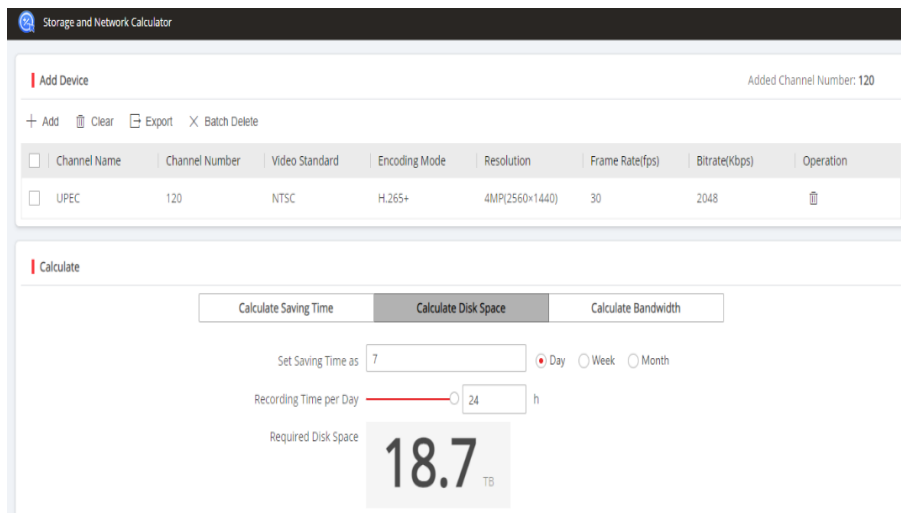 Storage and Network Calculator
Add Device
Added Channel Number: 120
Add Clear Export Batch Delete
Channel Name Channel Number Video Standard Encoding Mode Resolution Frame Rate(fps) Bitrate(Kbps) Operation
UPEC 120 NTSC H.265+ 4MP(2560×1440) 30 2048
Calculate
Calculate Saving Time Calculate Disk Space Calculate Bandwidth
Set Saving Time as 7 Day Week Month
Recording Time per Day 24 h
Required Disk Space
18.7 TB